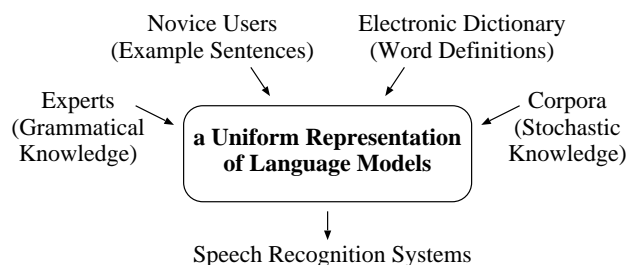 Novice Users
(Example Sentences)
Electronic Dictionary
(Word Definitions)
Experts
(Grammatical
Knowledge)
a Uniform Representation
of Language Models
Corpora
(Stochastic
Knowledge)
Speech Recognition Systems